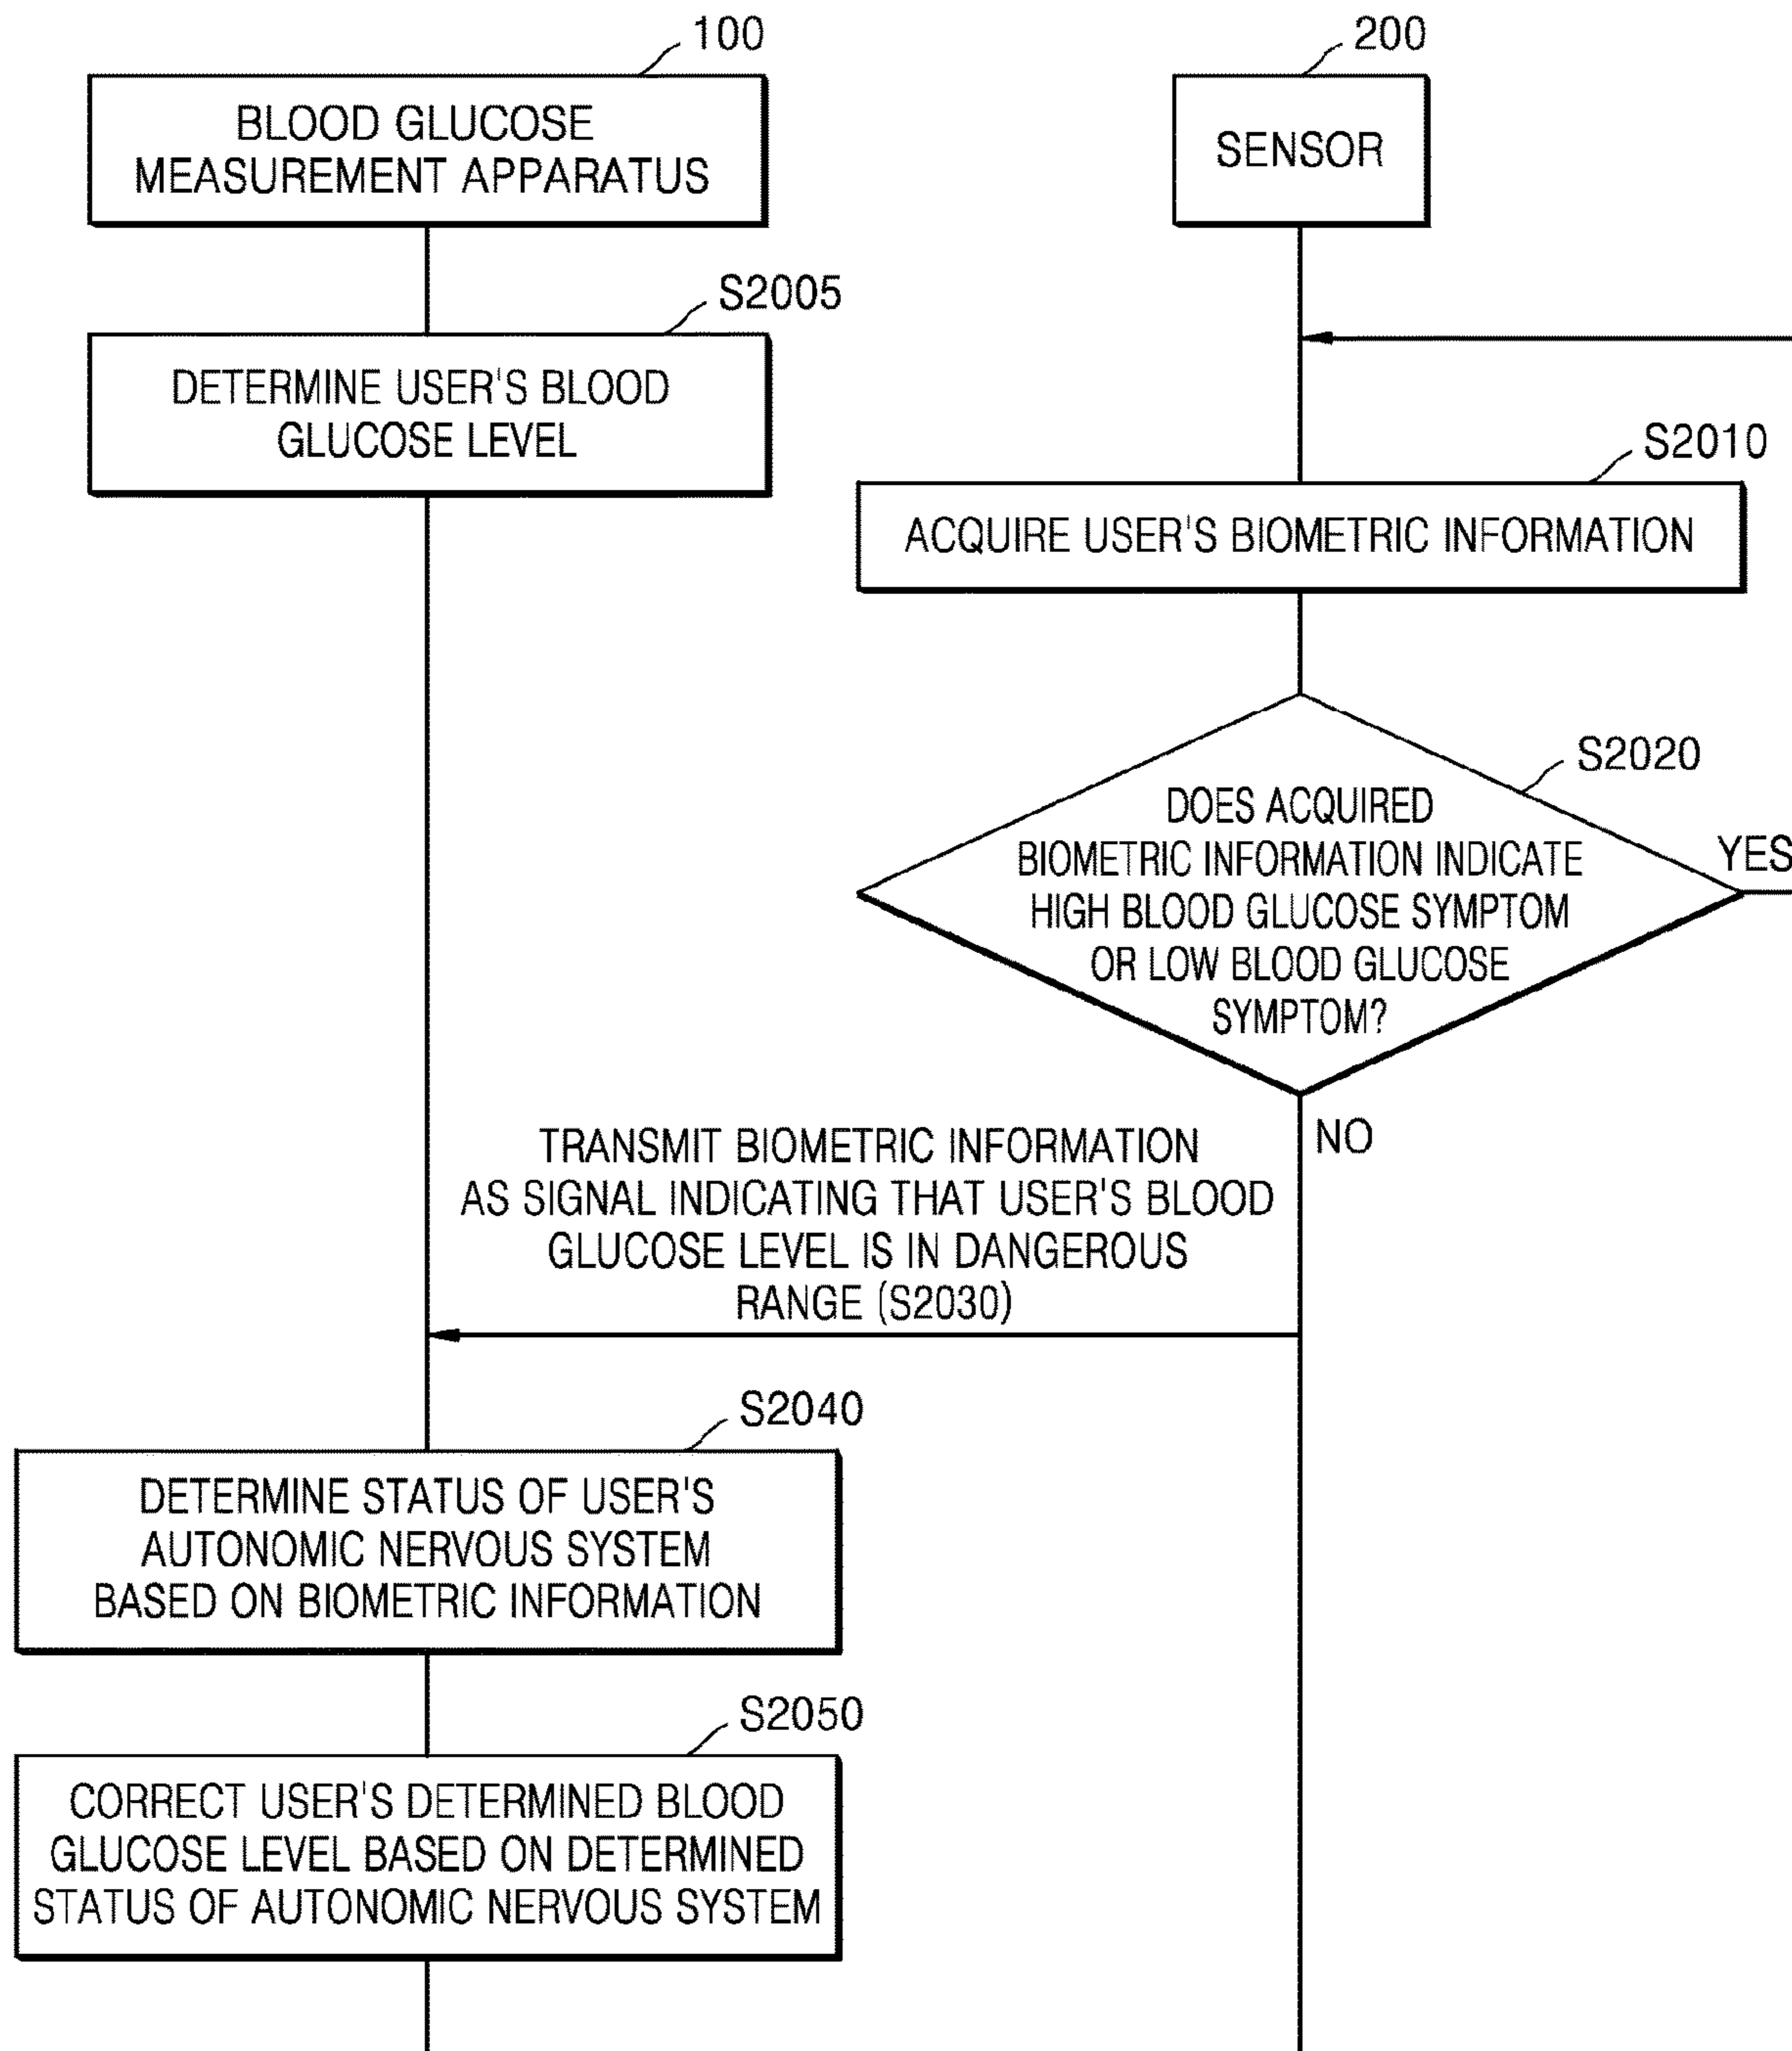 100
BLOOD GLUCOSE
MEASUREMENT APPARATUS
200
SENSOR
S2005
DETERMINE USER'S BLOOD
GLUCOSE LEVEL
S2010
ACQUIRE USER'S BIOMETRIC INFORMATION
S2020
DOES ACQUIRED
BIOMETRIC INFORMATION INDICATE
HIGH BLOOD GLUCOSE SYMPTOM
OR LOW BLOOD GLUCOSE
SYMPTOM?
YES
NO
TRANSMIT BIOMETRIC INFORMATION
AS SIGNAL INDICATING THAT USER'S BLOOD
GLUCOSE LEVEL IS IN DANGEROUS
RANGE (S2030)
S2040
DETERMINE STATUS OF USER'S
AUTONOMIC NERVOUS SYSTEM
BASED ON BIOMETRIC INFORMATION
S2050
CORRECT USER'S DETERMINED BLOOD
GLUCOSE LEVEL BASED ON DETERMINED
STATUS OF AUTONOMIC NERVOUS SYSTEM